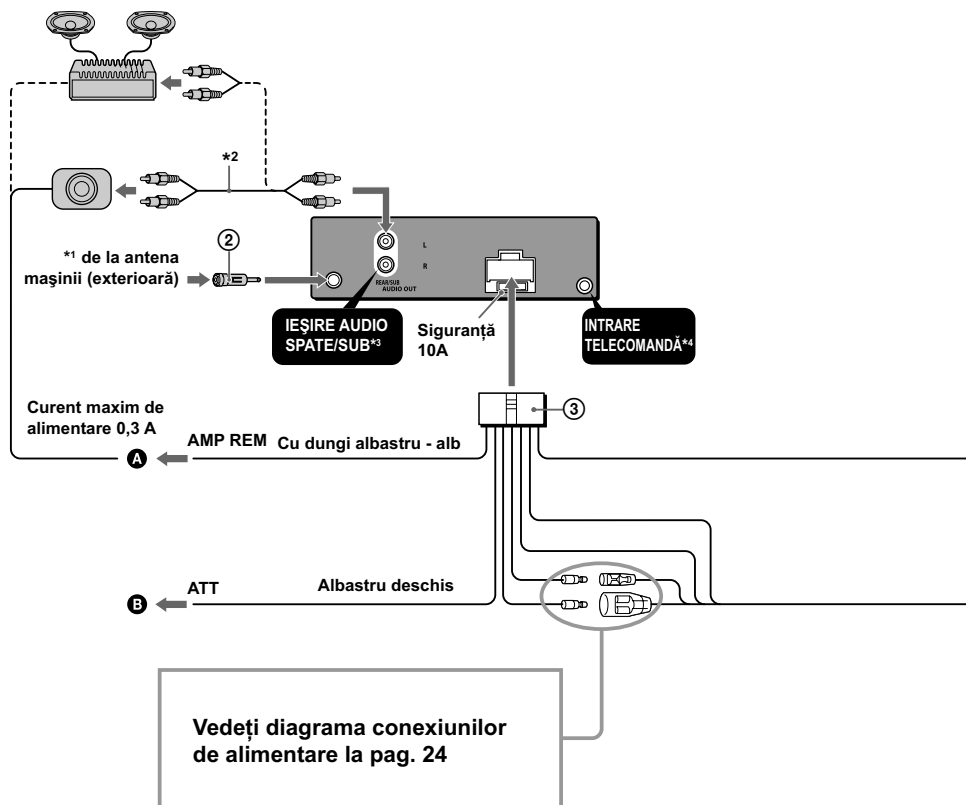 *2
②
*1 de la antena
maşinii (exterioară)
L
R
REAR/SUB
AUDIO OUT
IEŞIRE AUDIO
SPATE/SUB*3
Siguranță
10A
INTRARE
TELECOMANDĂ*4
③
Curent maxim de
alimentare 0,3 A
A
AMP REM
Cu dungi albastru - alb
B
ATT
Albastru deschis
Vedeți diagrama conexiunilor
de alimentare la pag. 24